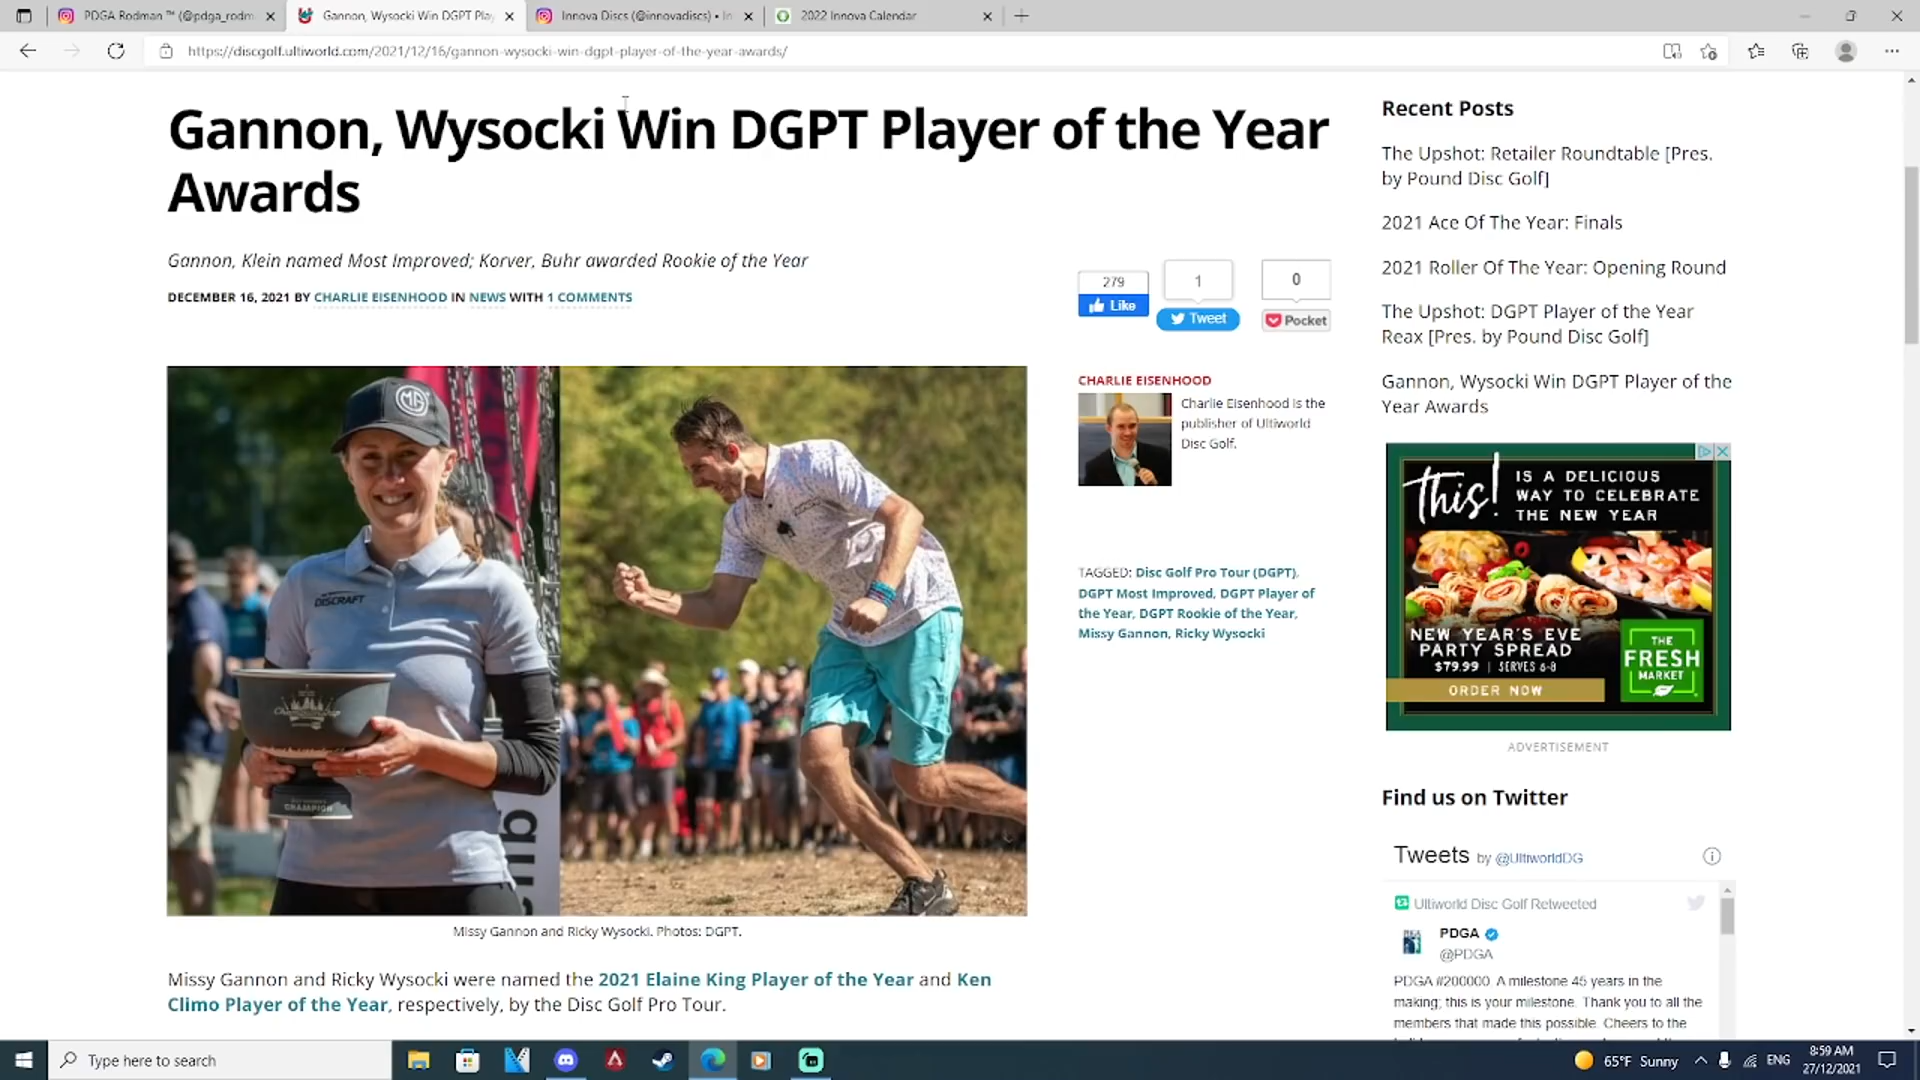 PDGA Rodman ™ (@pdga_rodm
Gannon, Wysocki Win DGPT Play
Innova Discs (@innovadiscs) • In
2022 Innova Calendar
https://discgolf.ultiworld.com/2021/12/16/gannon-wysocki-win-dgpt-player-of-the-year-awards/
Gannon, Wysocki Win DGPT Player of the Year
Awards
Gannon, Klein named Most Improved; Korver, Buhr awarded Rookie of the Year
DECEMBER 16, 2021 BY CHARLIE EISENHOOD IN NEWS WITH 1 COMMENTS
279
Like
1
Tweet
0
Pocket
CHARLIE EISENHOOD
Charlie Eisenhood is the
publisher of Ultiworld
Disc Golf.
TAGGED: Disc Golf Pro Tour (DGPT),
DGPT Most Improved, DGPT Player of
the Year, DGPT Rookie of the Year,
Missy Gannon, Ricky Wysocki
MG
DISCRAFT
Championship
CHAMPION
Missy Gannon and Ricky Wysocki. Photos: DGPT.
Missy Gannon and Ricky Wysocki were named the 2021 Elaine King Player of the Year and Ken
Climo Player of the Year, respectively, by the Disc Golf Pro Tour.
Recent Posts
The Upshot: Retailer Roundtable [Pres.
by Pound Disc Golf]
2021 Ace Of The Year: Finals
2021 Roller Of The Year: Opening Round
The Upshot: DGPT Player of the Year
Reax [Pres. by Pound Disc Golf]
Gannon, Wysocki Win DGPT Player of the
Year Awards
this! IS A DELICIOUS
WAY TO CELEBRATE
THE NEW YEAR
NEW YEAR'S EVE
PARTY SPREAD
$79.99 | SERVES 6-8
ORDER NOW
THE
FRESH
MARKET
ADVERTISEMENT
Find us on Twitter
Tweets by @UltiworldDG
Ultiworld Disc Golf Retweeted
PDGA
@PDGA
PDGA #200000. A milestone 45 years in the
making; this is your milestone. Thank you to all the
members that made this possible. Cheers to the
Type here to search
65°F Sunny
ENG
8:59 AM
27/12/2021